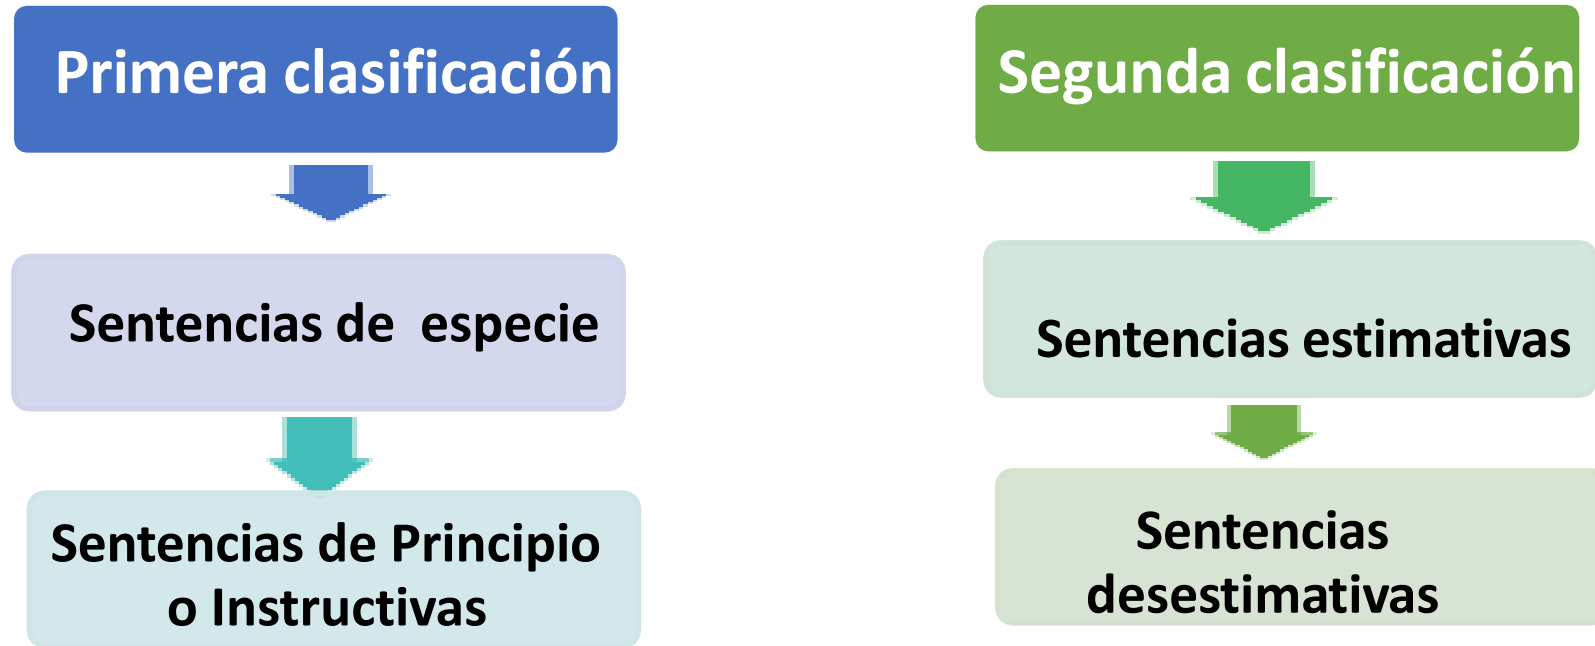 Primera clasificación
Sentencias de especie
Sentencias de Principio
o Instructivas
Segunda clasificación
Sentencias estimativas
Sentencias
desestimativas